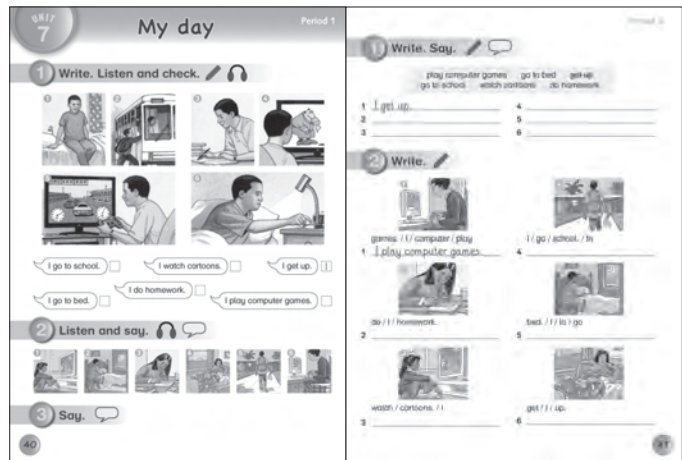 UNIT
7
My day
Period 1
1 Write. Listen and check.
1
2
3
4
5
6
I go to school.
I watch cartoons.
I get up. 1
I do homework.
I go to bed.
I play computer games.
2 Listen and say.
1
2
3
4
5
6
3 Say.
40
1 Write. Say.
play computer games go to bed get up
go to school watch cartoons do homework
1 I get up.
2
3
4
5
6
2 Write.
games. / I / computer / play
1 I play computer games.
do / I / homework.
2
watch / cartoons. / I
3
I / go / school. / to
4
bed. / I / to / go
5
get / I / up.
6
41